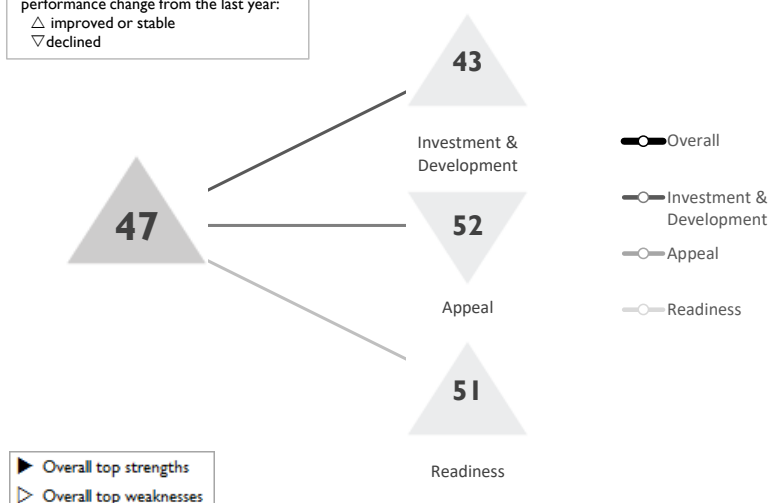 performance change from the last year:
△ improved or stable
▽ declined
43
Investment &
Development
47
52
Appeal
51
Readiness
Overall
Investment &
Development
Appeal
Readiness
▶ Overall top strengths
▷ Overall top weaknesses